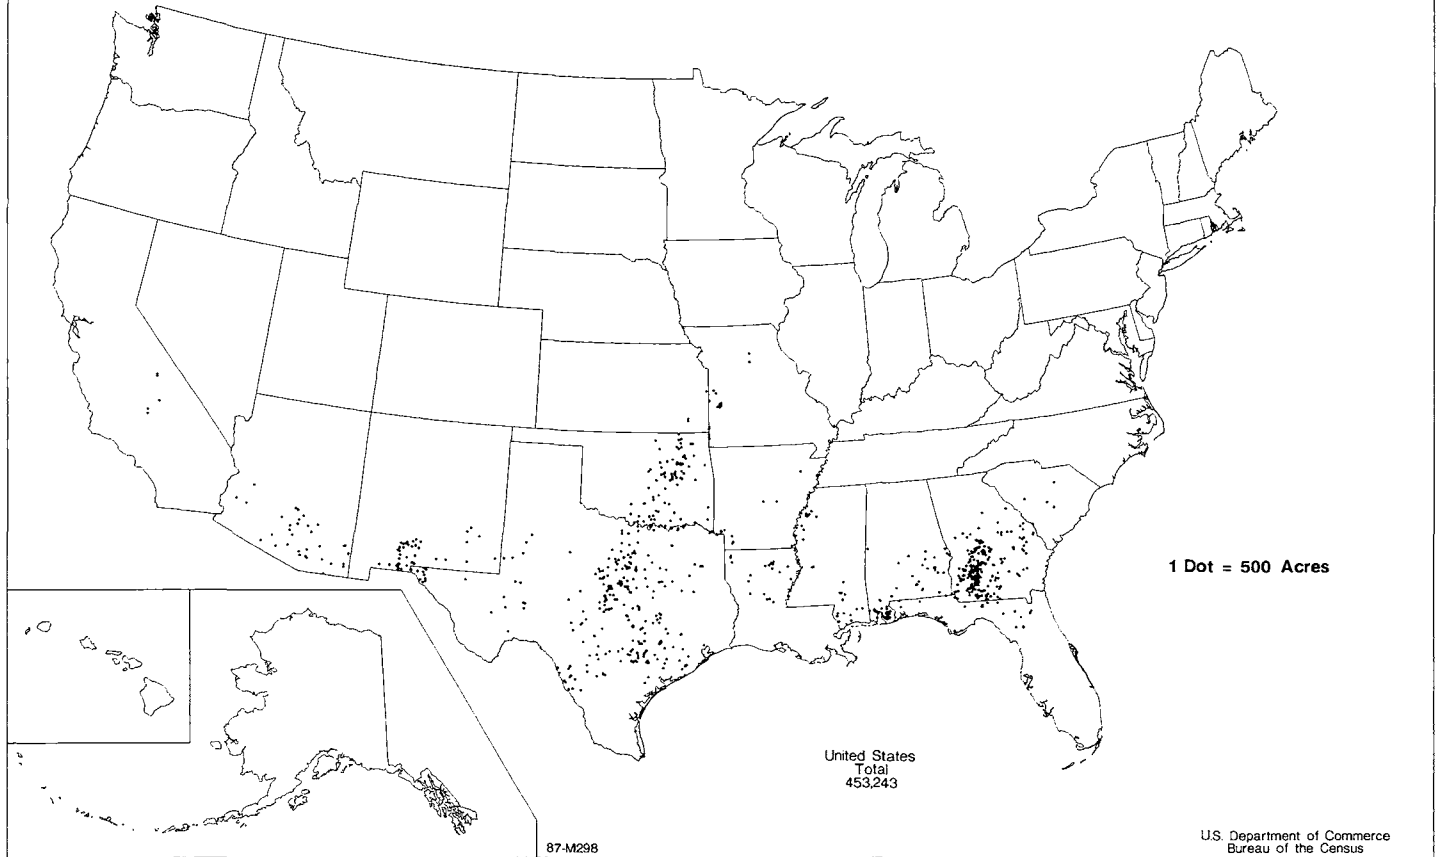 1 Dot = 500 Acres
United States
Total
453,243
87-M298
U.S. Department of Commerce
Bureau of the Census